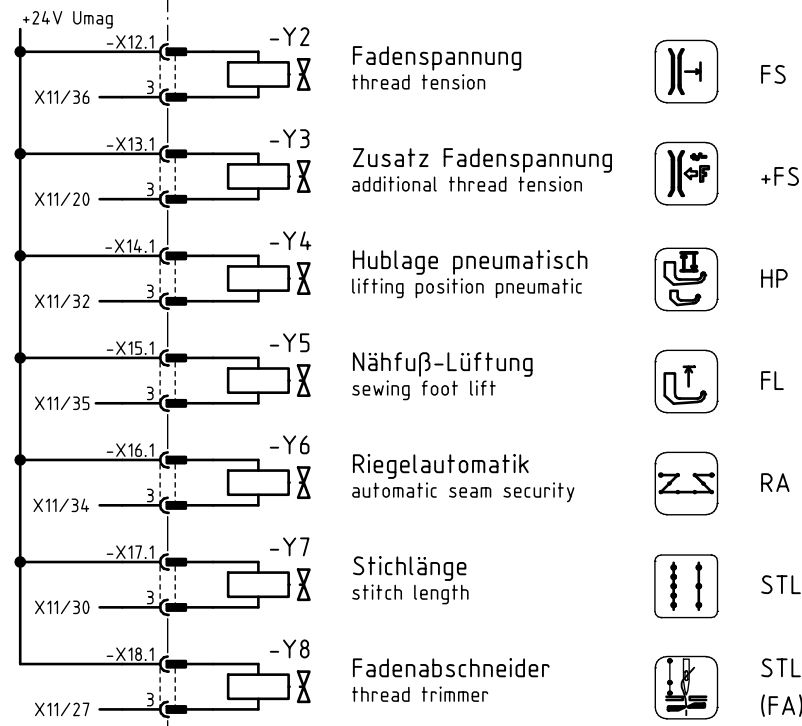 +24V Umag
-X12.1
-Y2
Fadenspannung
thread tension
FS
X11/36
3
-X13.1
-Y3
Zusatz Fadenspannung
additional thread tension
F
+FS
X11/20
3
-X14.1
-Y4
Hublage pneumatisch
lifting position pneumatic
HP
X11/32
3
-X15.1
-Y5
Nähfuß-Lüftung
sewing foot lift
FL
X11/35
3
-X16.1
-Y6
Riegelautomatik
automatic seam security
RA
X11/34
3
-X17.1
-Y7
Stichlänge
stitch length
STL
X11/30
3
-X18.1
-Y8
Fadenabschneider
thread trimmer
STL
(FA)
X11/27
3